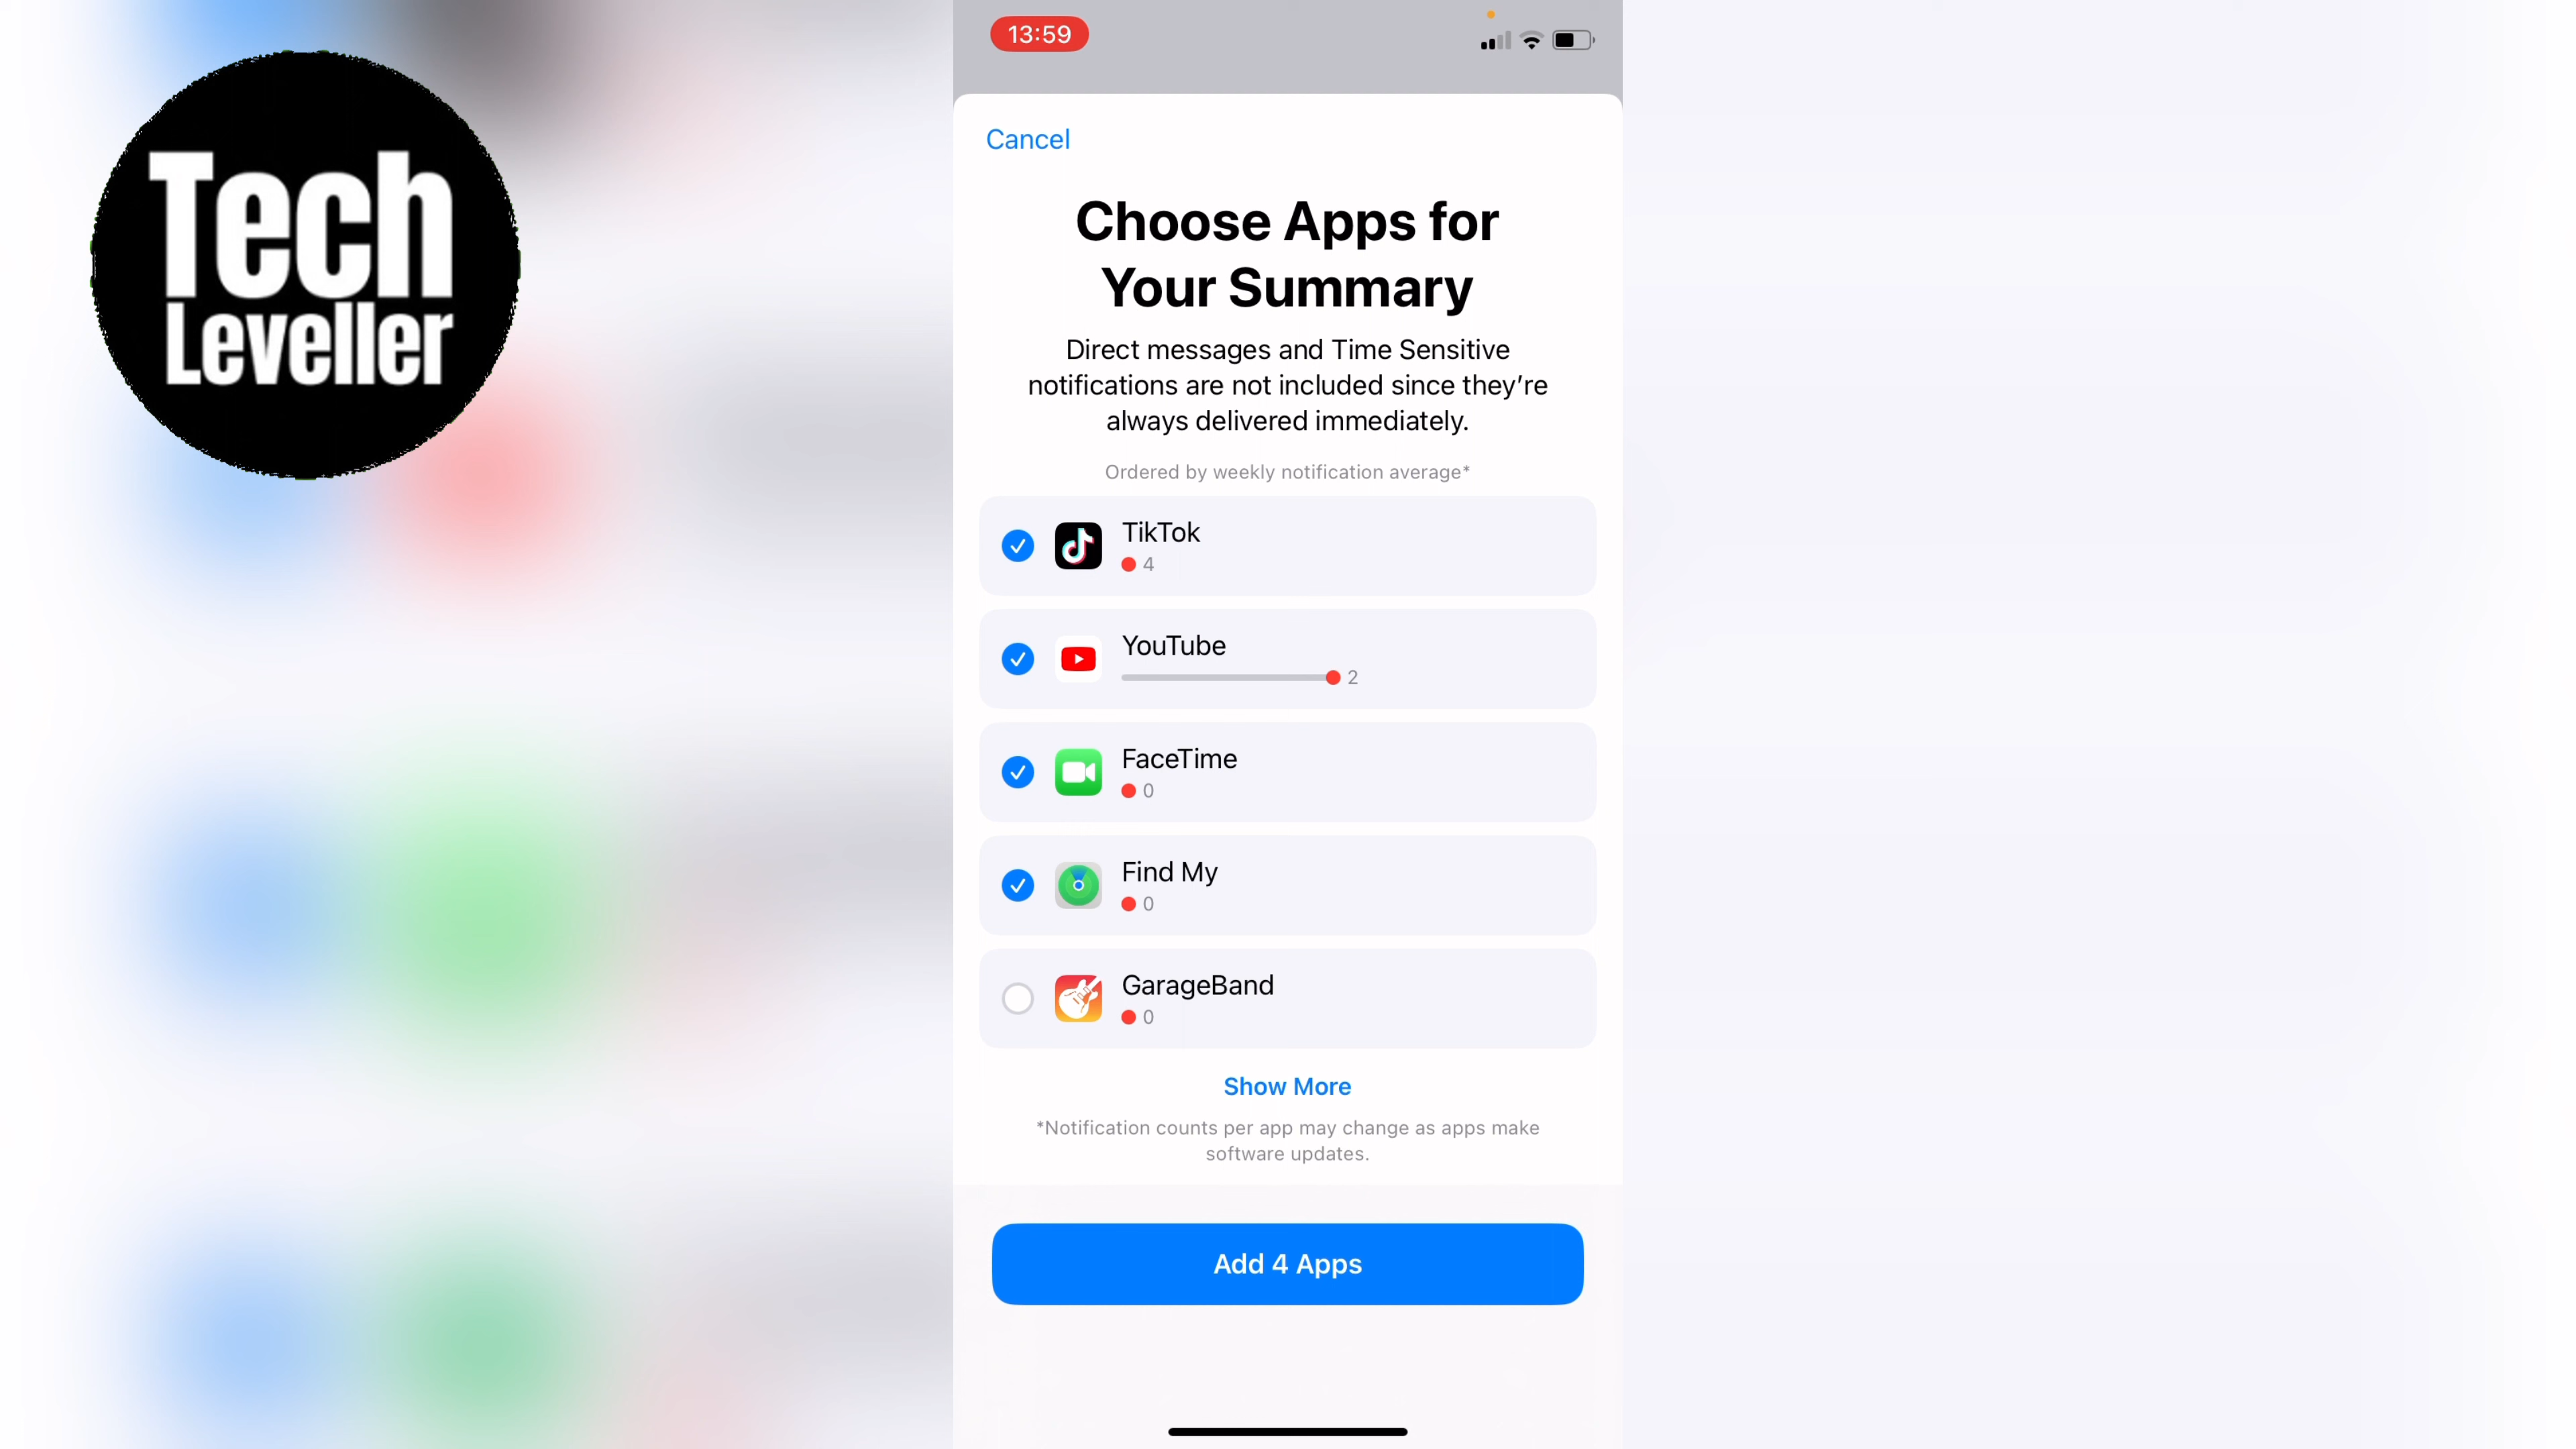 Tech
Leveller
13:59
Cancel
Choose Apps for
Your Summary
Direct messages and Time Sensitive
notifications are not included since they’re
always delivered immediately.
Ordered by weekly notification average*
TikTok
4
YouTube
2
FaceTime
0
Find My
0
GarageBand
0
Show More
*Notification counts per app may change as apps make
software updates.
Add 4 Apps